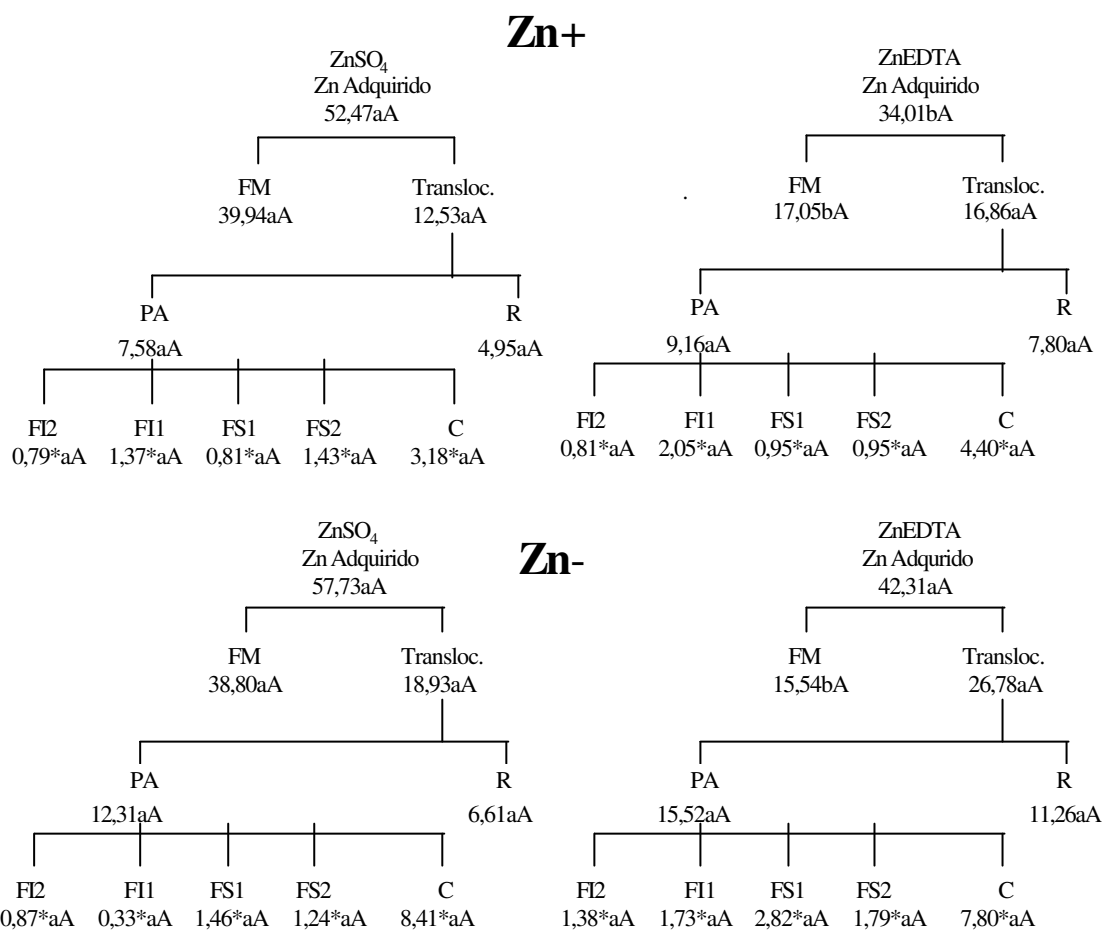 Zn+
ZnSO4
Zn Adquirido
52,47aA
FM Transloc.
39,94aA 12,53aA
PA R
7,58aA 4,95aA
FI2 FI1 FS1 FS2 C
0,79*aA 1,37*aA 0,81*aA 1,43*aA 3,18*aA
ZnEDTA
Zn Adquirido
34,01bA
FM Transloc.
17,05bA 16,86aA
PA R
9,16aA 7,80aA
FI2 FI1 FS1 FS2 C
0,81*aA 2,05*aA 0,95*aA 0,95*aA 4,40*aA
Zn-
ZnSO4
Zn Adquirido
57,73aA
FM Transloc.
38,80aA 18,93aA
PA R
12,31aA 6,61aA
FI2 FI1 FS1 FS2 C
0,87*aA 0,33*aA 1,46*aA 1,24*aA 8,41*aA
ZnEDTA
Zn Adqurido
42,31aA
FM Transloc.
15,54bA 26,78aA
PA R
15,52aA 11,26aA
FI2 FI1 FS1 FS2 C
1,38*aA 1,73*aA 2,82*aA 1,79*aA 7,80*aA